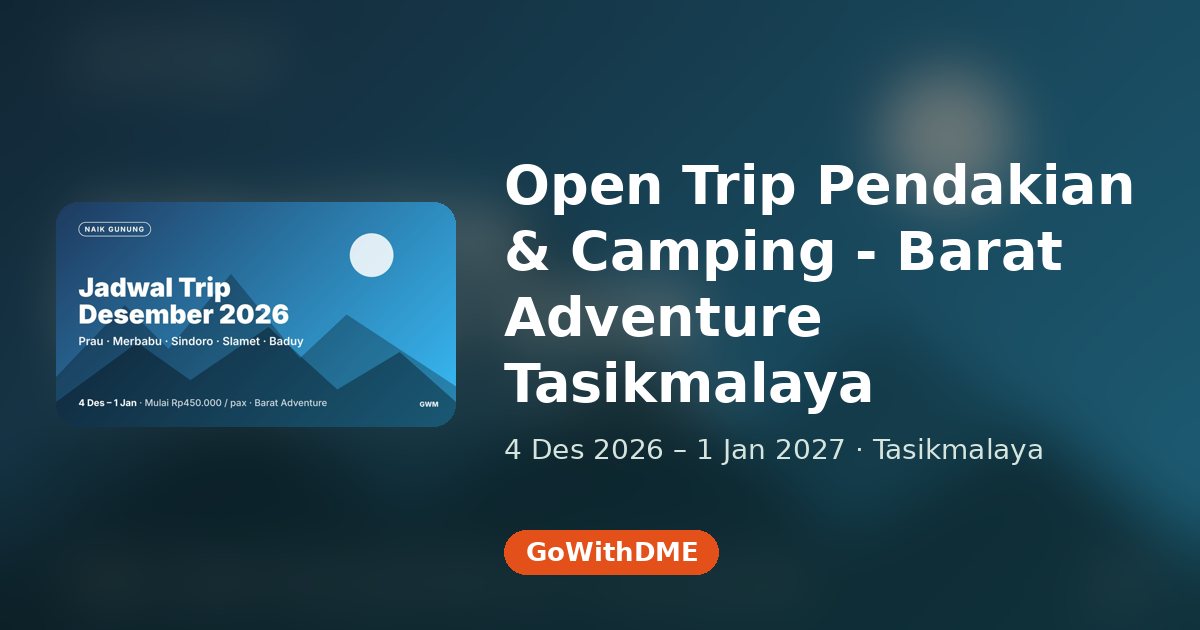 NAIK GUNUNG
Jadwal Trip
Desember 2026
Prau · Merbabu · Sindoro · Slamet · Baduy
4 Des – 1 Jan · Mulai Rp450.000 / pax · Barat Adventure
GWM
Open Trip Pendakian
& Camping - Barat
Adventure
Tasikmalaya
4 Des 2026 – 1 Jan 2027 · Tasikmalaya
GoWithDME